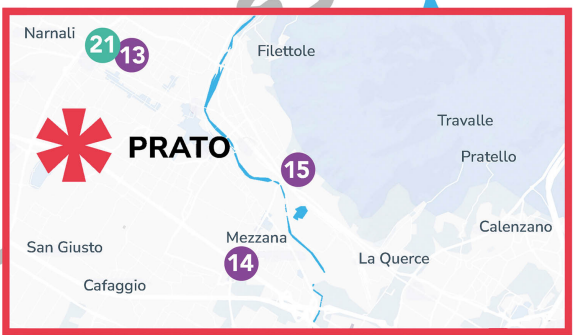 Narnali
21
13
Filettole
Travalle
PRATO
Pratello
15
Calenzano
Mezzana
San Giusto
La Querce
14
Cafaggio